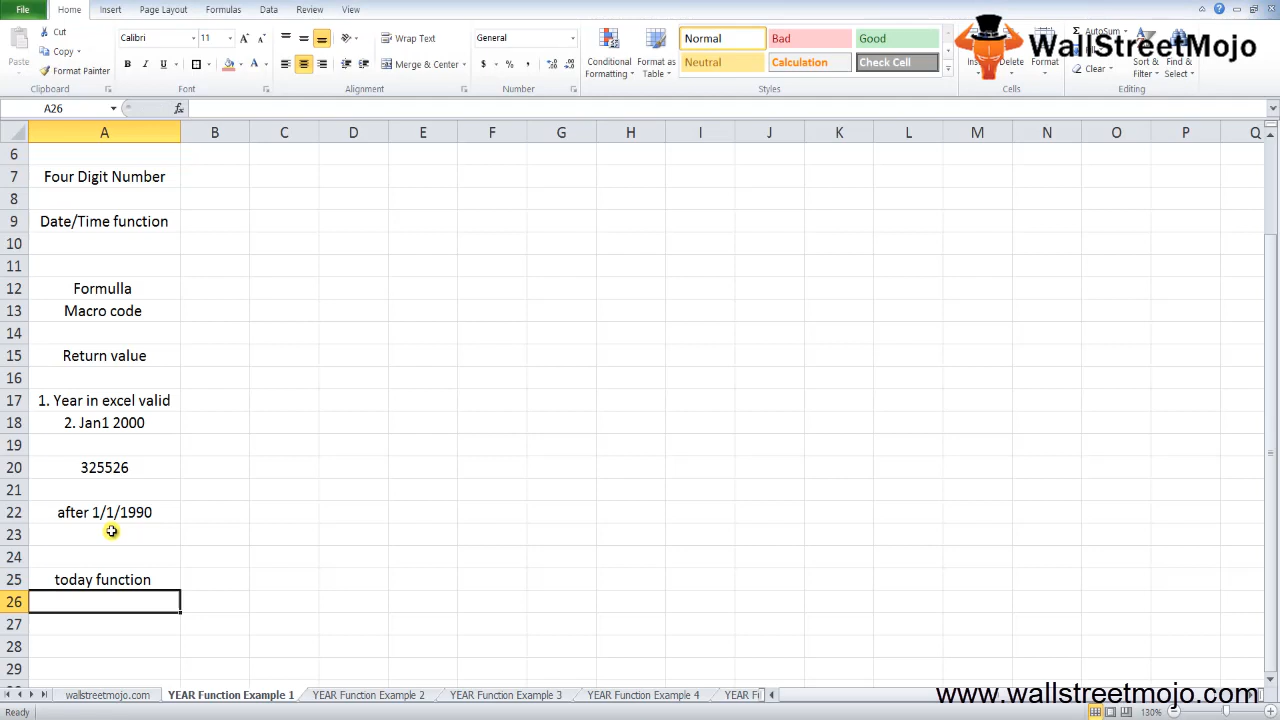 File Home Insert Page Layout Formulas Data Review View
Cut
Copy
Format Painter
Paste
Clipboard
Calibri 11
B I U
Font
Wrap Text
Merge & Center
Alignment
General
$ % ,
Number
Conditional Formatting
Format as Table
Normal Bad Good
Neutral Calculation Check Cell
Styles
Delete Format
Cells
AutoSum
Clear
Sort & Filter
Find & Select
Editing
WallStreetMojo
A26 fx
A B C D E F G H I J K L M N O P Q
6
7 Four Digit Number
8
9 Date/Time function
10
11
12 Formulla
13 Macro code
14
15 Return value
16
17 1. Year in excel valid
18 2. Jan1 2000
19
20 325526
21
22 after 1/1/1990
23
24
25 today function
26
27
28
29
wallstreetmojo.com YEAR Function Example 1 YEAR Function Example 2 YEAR Function Example 3 YEAR Function Example 4
www.wallstreetmojo.com
Ready 130%